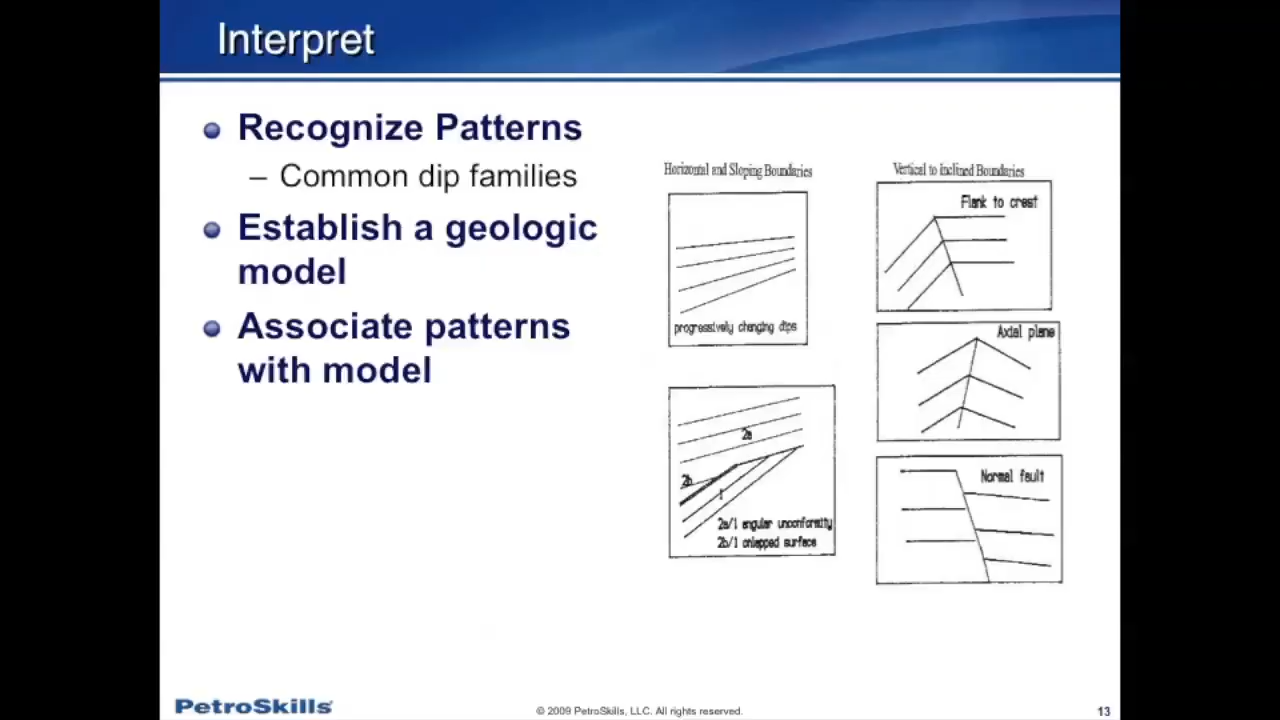 Interpret
Recognize Patterns
– Common dip families
Establish a geologic
model
Associate patterns
with model
Horizontal and Sloping Boundaries
progressively changing dips
2a
2b
1
2a/1 angular unconformity
2b/1 onlapped surface
Vertical to Inclined Boundaries
Flank to crest
Axial plane
Normal fault
PetroSkills
© 2009 PetroSkills, LLC. All rights reserved.
13